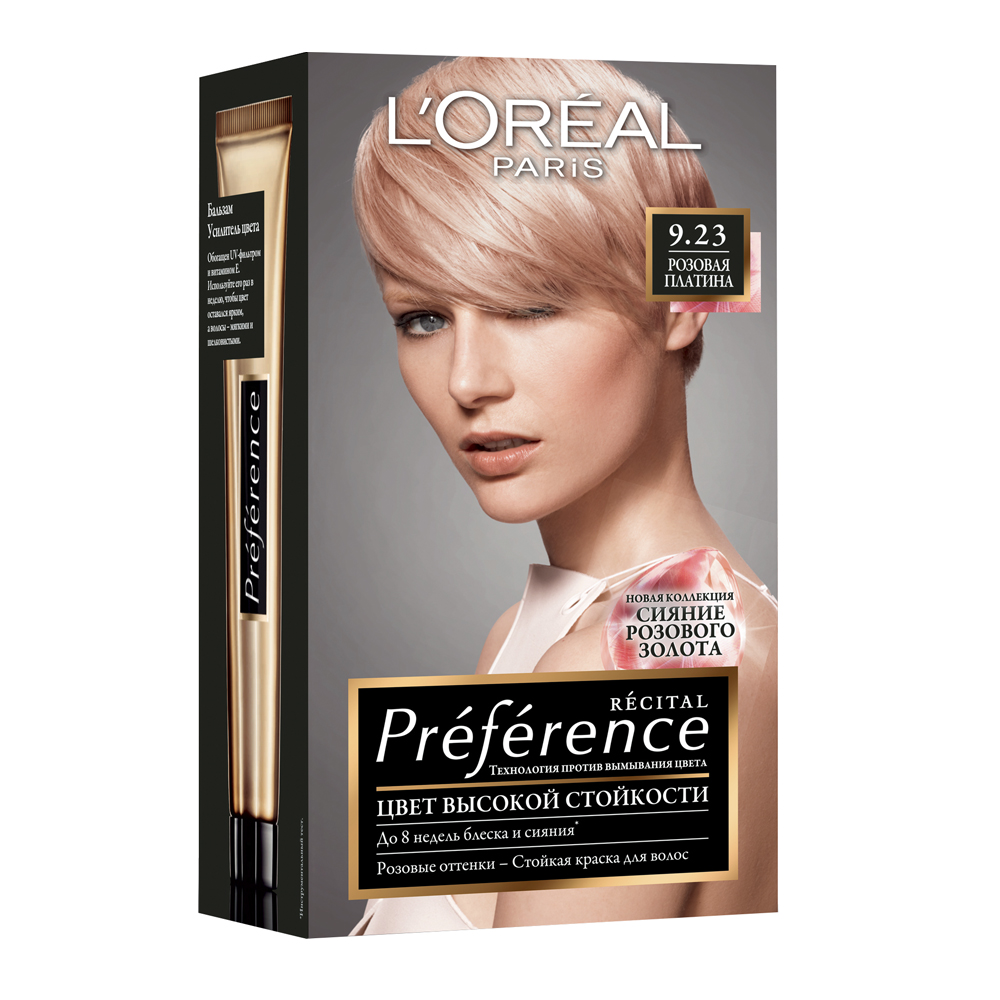 L'ORÉAL
PARiS
9.23
РОЗОВАЯ
ПЛАТИНА
НОВАЯ КОЛЛЕКЦИЯ
СИЯНИЕ
РОЗОВОГО
ЗОЛОТА
RÉCITAL
Préférence
ТЕХНОЛОГИЯ ПРОТИВ ВЫМЫВАНИЯ ЦВЕТА
ЦВЕТ ВЫСОКОЙ СТОЙКОСТИ
До 8 недель блеска и сияния*
Розовые оттенки – Стойкая краска для волос
Бальзам
Усилитель цвета
Обогащен UV-фильтром
и витамином Е.
Используйте его раз в
неделю, чтобы цвет
оставался ярким,
а волосы – мягкими и
шелковистыми.
Préférence
*Инструментальный тест.